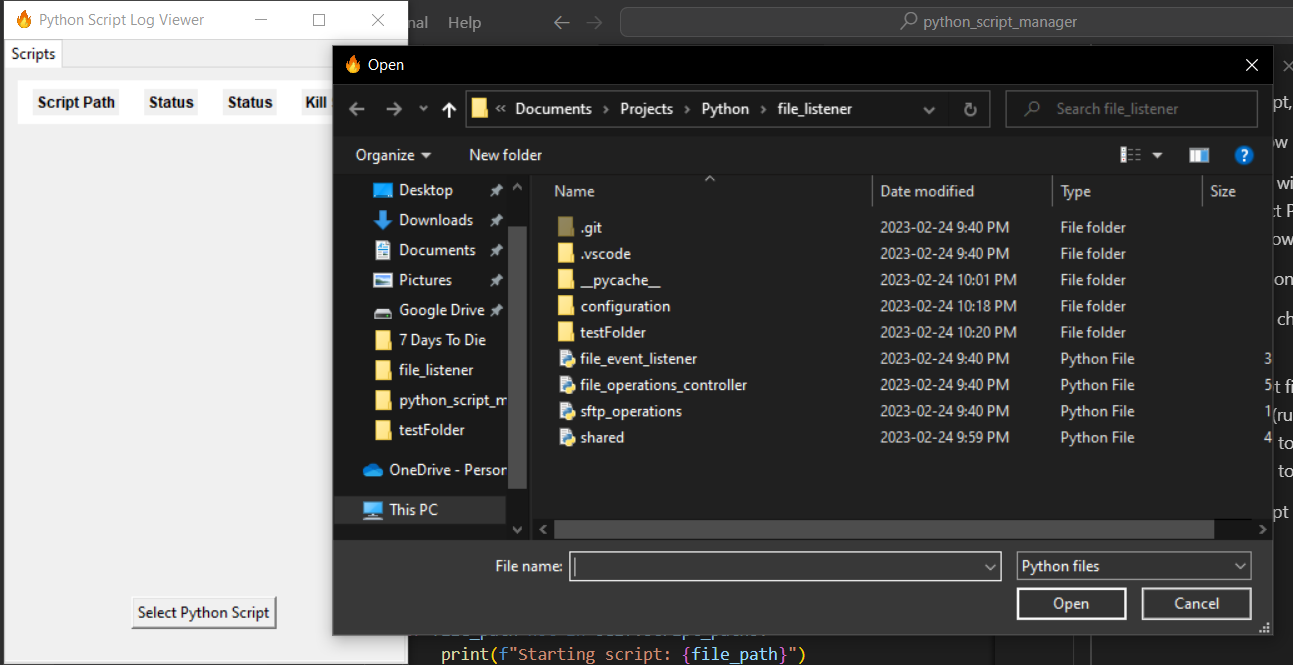 Python Script Log Viewer
nal Help
python_script_manager
Scripts
Script Path Status Status Kill
Select Python Script
Open
« Documents › Projects › Python › file_listener
Search file_listener
Organize New folder
Desktop
Downloads
Documents
Pictures
Google Drive
7 Days To Die
file_listener
python_script_m
testFolder
OneDrive - Person
This PC
Name Date modified Type Size
.git 2023-02-24 9:40 PM File folder
.vscode 2023-02-24 9:40 PM File folder
__pycache__ 2023-02-24 10:01 PM File folder
configuration 2023-02-24 10:18 PM File folder
testFolder 2023-02-24 10:20 PM File folder
file_event_listener 2023-02-24 9:40 PM Python File 3
file_operations_controller 2023-02-24 9:40 PM Python File 5
sftp_operations 2023-02-24 9:40 PM Python File 1
shared 2023-02-24 9:59 PM Python File 4
File name: Python files
Open Cancel
print(f"Starting script: {file_path}")
pt,
ow
wi
ct P
ow
on
ch
t fi
(ru
to
to
pt